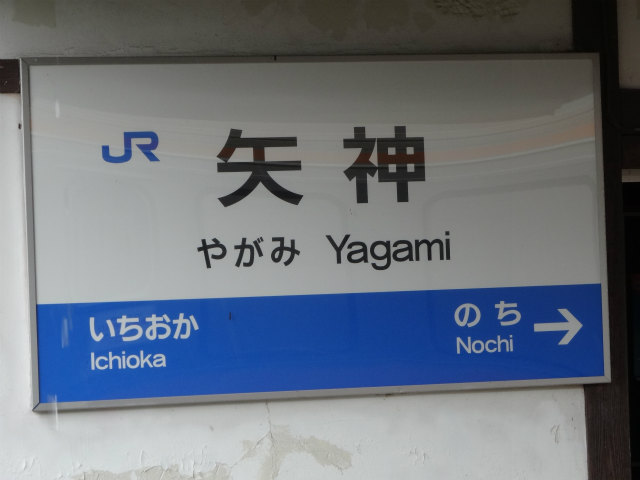 JR 矢神
やがみ Yagami
いちおか のち →
Ichioka Nochi